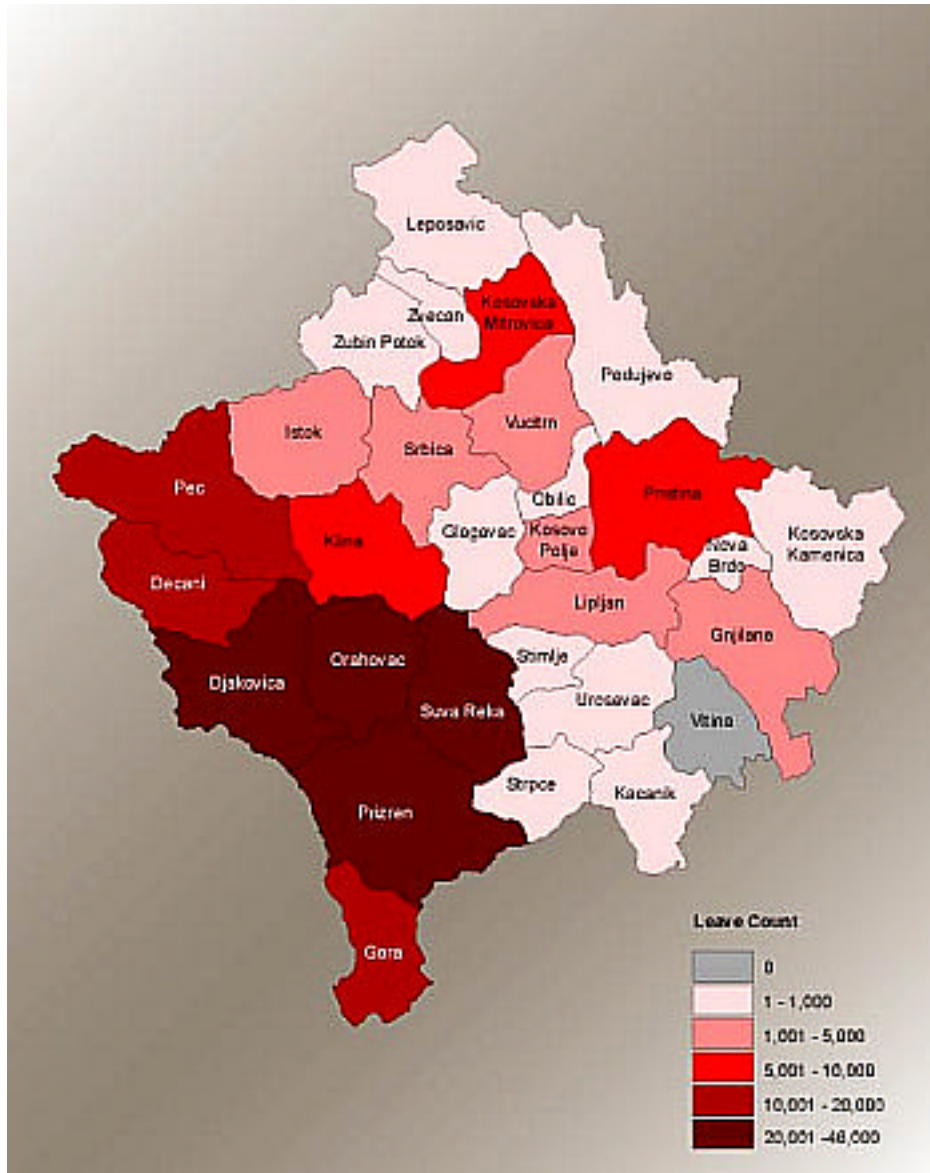 Leposavic
Kosovska
Mitrovica
Zvecan
Zubin Potok
Podujevo
Istok
Vucitrn
Srbica
Pec
Obilic
Pristina
Glogovac
Kosovo
Polje
Klina
Kosovska
Kamenica
Novo
Brdo
Decani
Lipljan
Gnjilane
Stimlje
Orahovac
Djakovica
Suva Reka
Urosevac
Vitina
Strpce
Kacanik
Prizren
Gora
Leave Count
0
1 - 1,000
1,001 - 5,000
5,001 - 10,000
10,001 - 20,000
20,001 -46,000